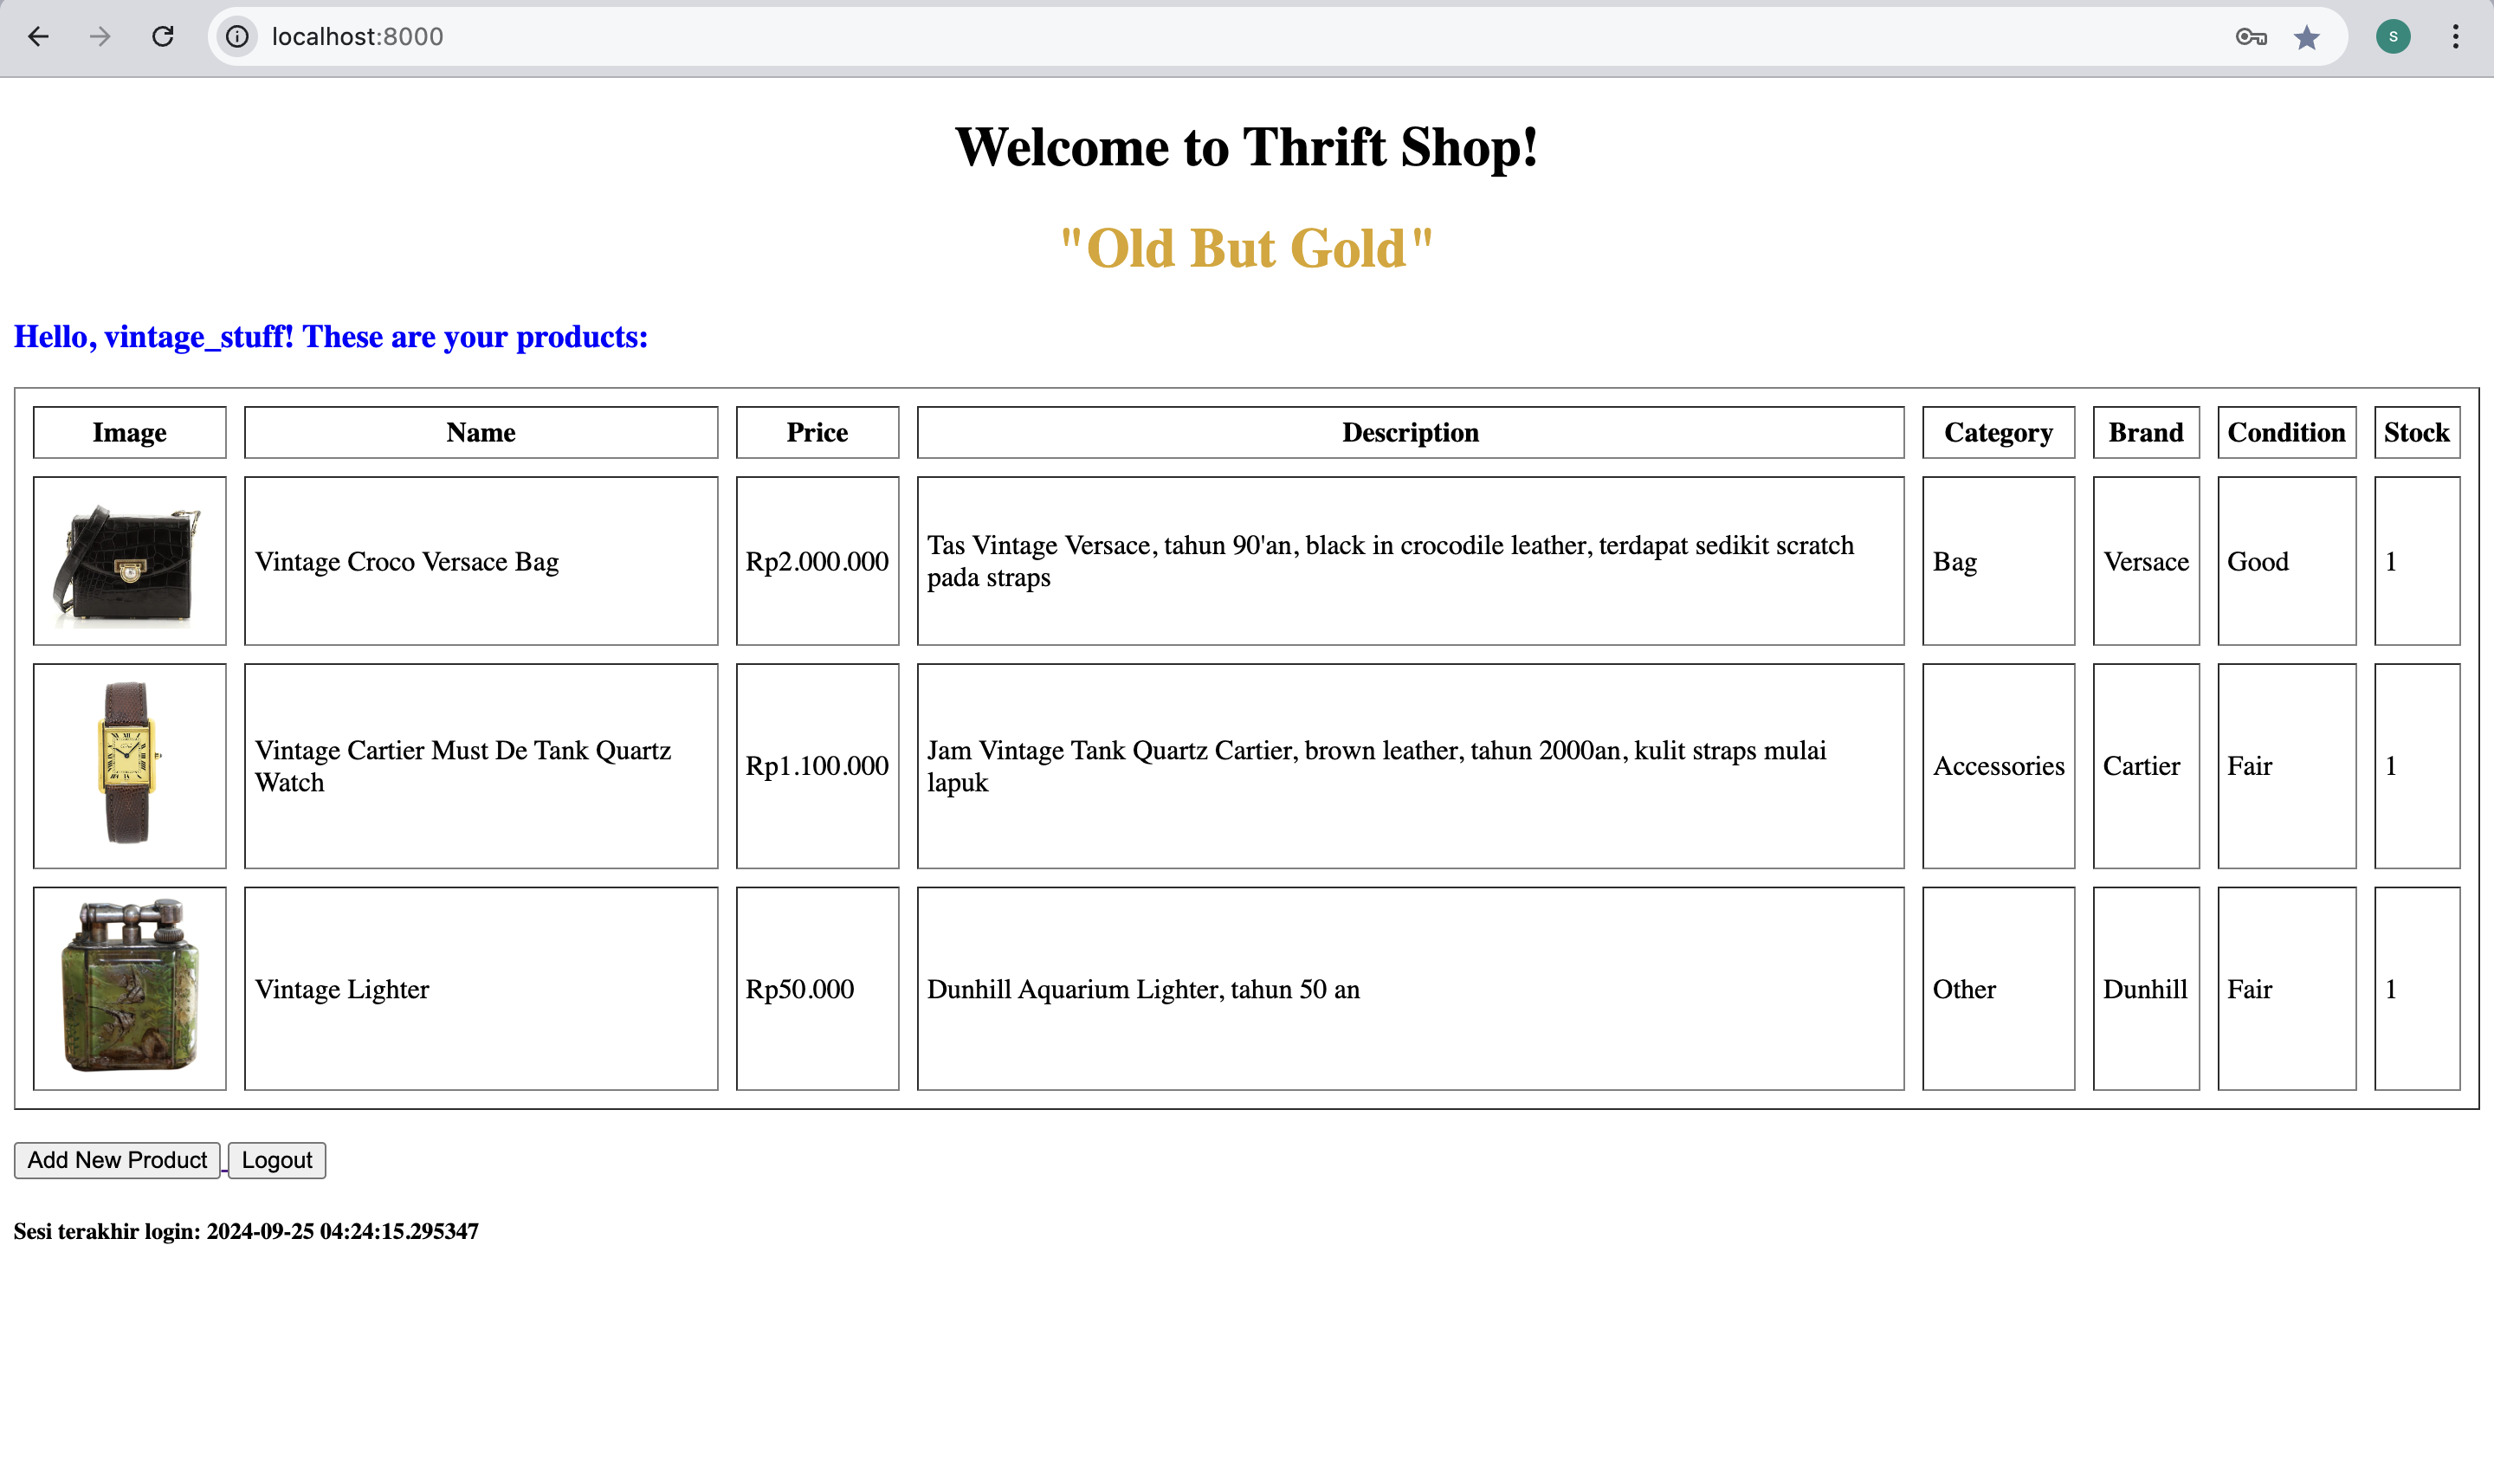 localhost:8000
S
Welcome to Thrift Shop!
"Old But Gold"
Hello, vintage_stuff! These are your products:
Image Name Price Description Category Brand Condition Stock
Vintage Croco Versace Bag Rp2.000.000 Tas Vintage Versace, tahun 90'an, black in crocodile leather, terdapat sedikit scratch
pada straps Bag Versace Good 1
Vintage Cartier Must De Tank Quartz
Watch Rp1.100.000 Jam Vintage Tank Quartz Cartier, brown leather, tahun 2000an, kulit straps mulai
lapuk Accessories Cartier Fair 1
Vintage Lighter Rp50.000 Dunhill Aquarium Lighter, tahun 50 an Other Dunhill Fair 1
Add New Product Logout
Sesi terakhir login: 2024-09-25 04:24:15.295347